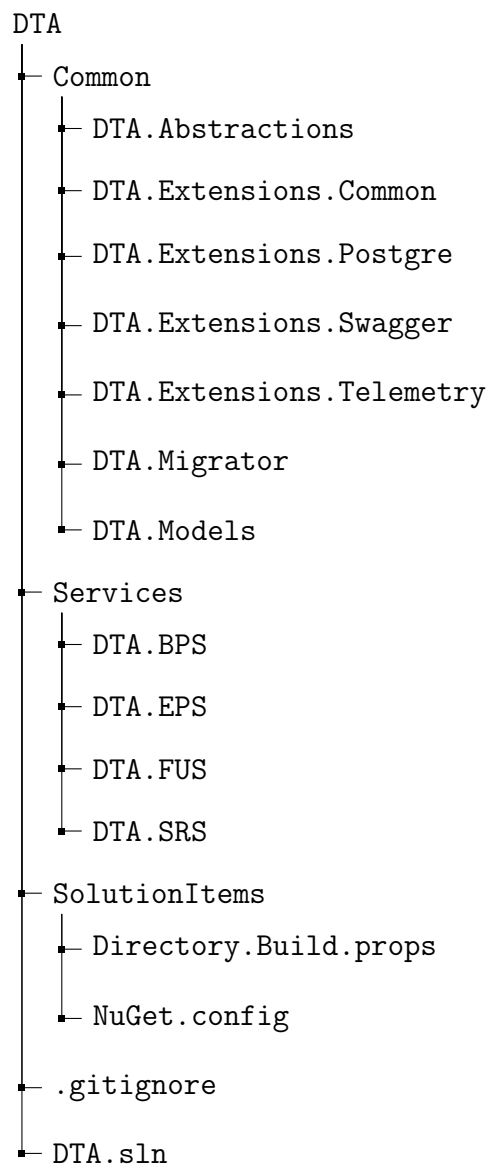 DTA
Common
DTA.Abstractions
DTA.Extensions.Common
DTA.Extensions.Postgre
DTA.Extensions.Swagger
DTA.Extensions.Telemetry
DTA.Migrator
DTA.Models
Services
DTA.BPS
DTA.EPS
DTA.FUS
DTA.SRS
SolutionItems
Directory.Build.props
NuGet.config
.gitignore
DTA.sln